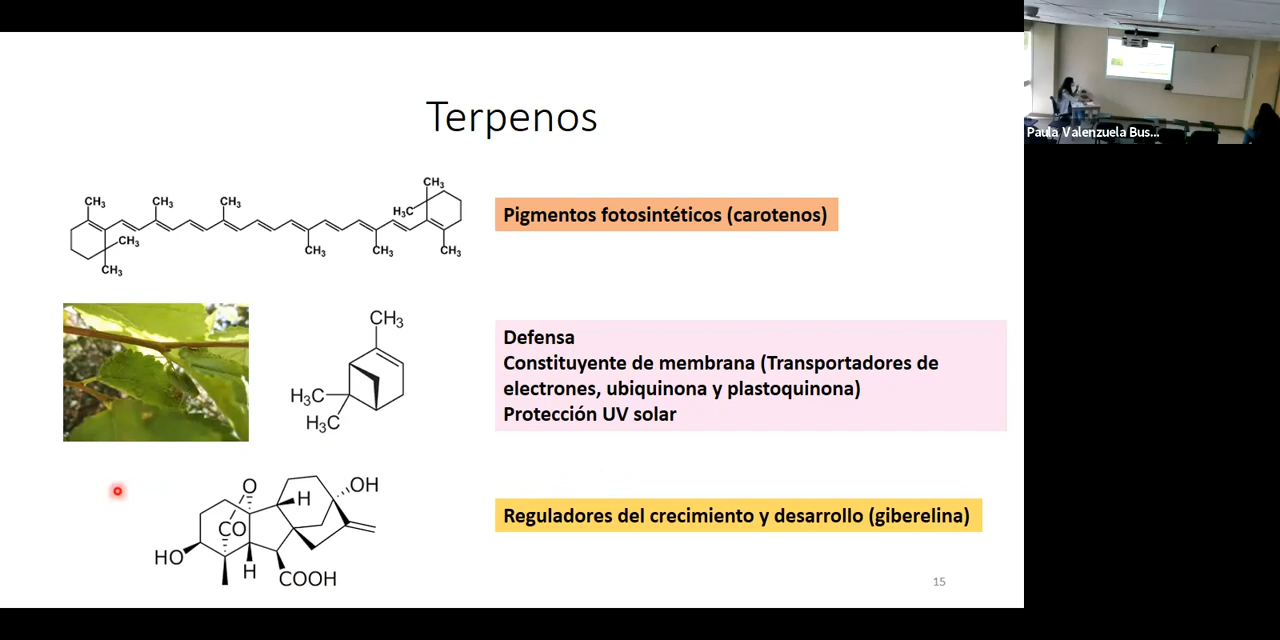 Terpenos
CH₃
CH₃
CH₃
CH₃
CH₃
CH₃
H₃C
CH₃
CH₃
CH₃
Pigmentos fotosintéticos (carotenos)
CH₃
H₃C
H₃C
Defensa
Constituyente de membrana (Transportadores de
electrones, ubiquinona y plastoquinona)
Protección UV solar
O
CO
HO
H
H
OH
COOH
Reguladores del crecimiento y desarrollo (giberelina)
15
Paula Valenzuela Bus...